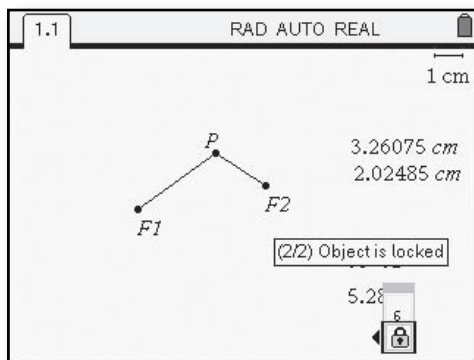 1.1 RAD AUTO REAL
1 cm
P
3.26075 cm
2.02485 cm
F2
F1
(2/2) Object is locked
5.28
6